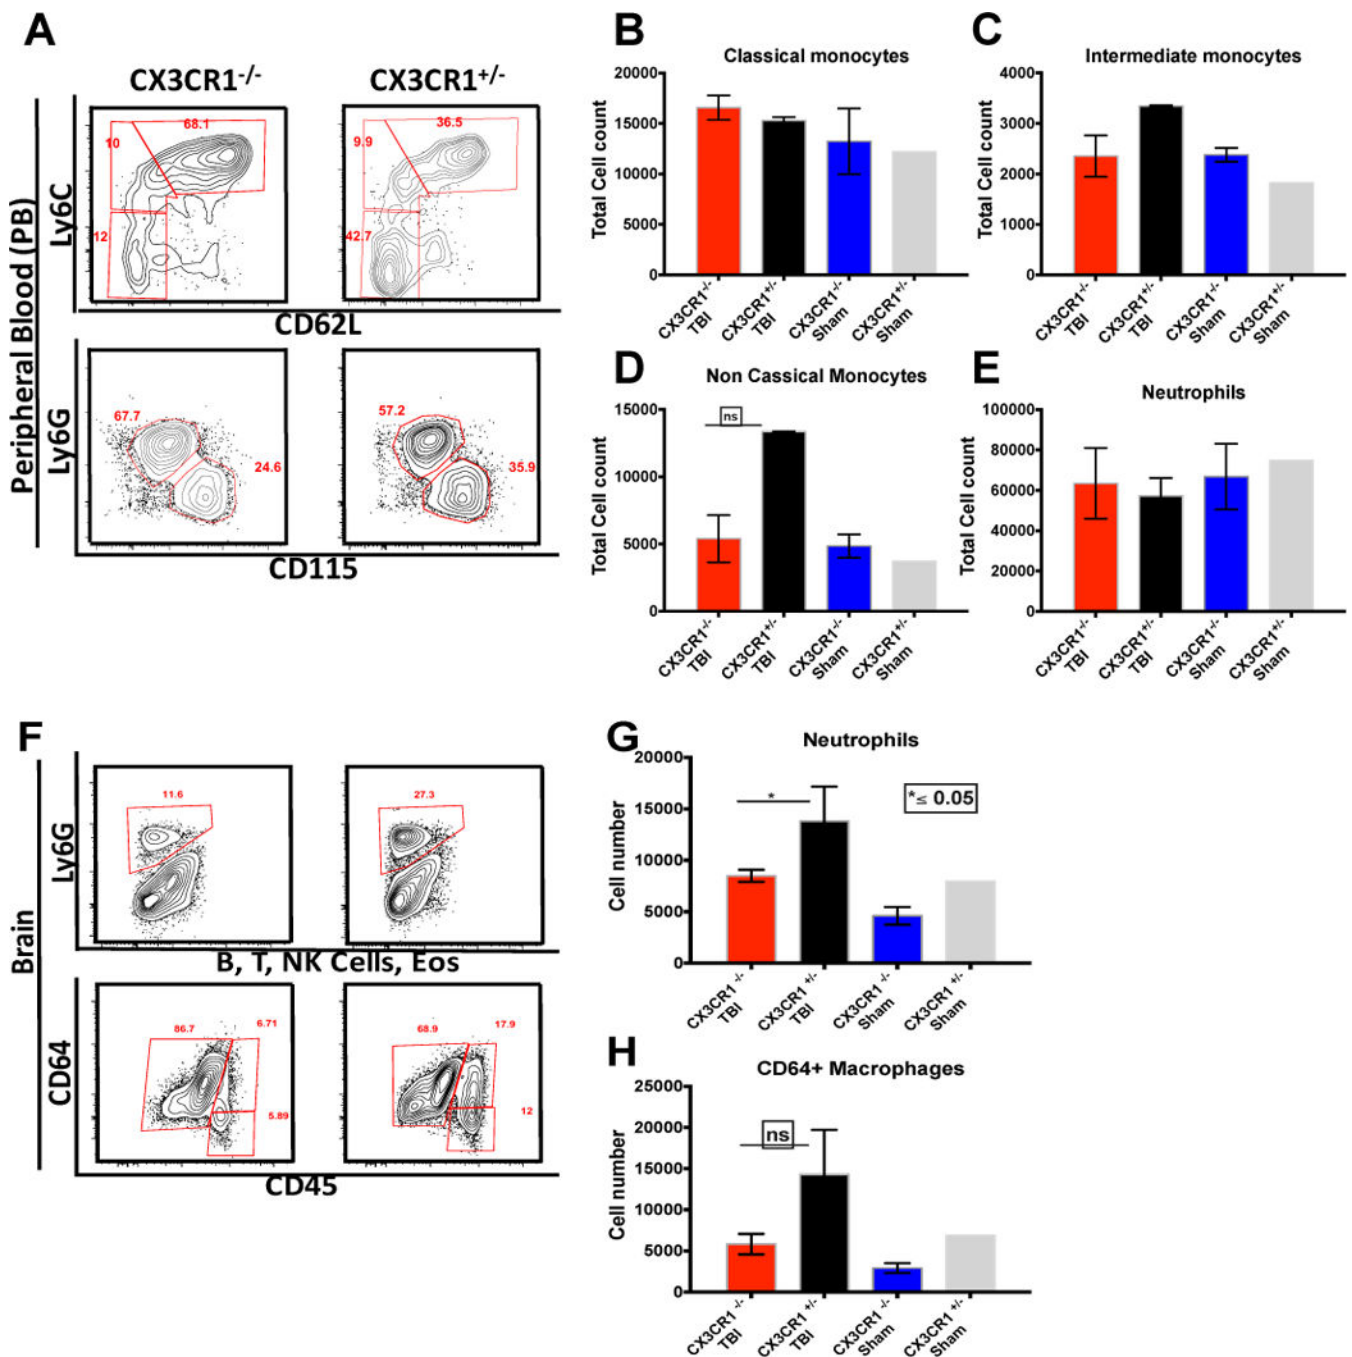 A
CX3CR1-/-
CX3CR1+/-
Peripheral Blood (PB)
Ly6C
68.1
10
12
36.5
9.9
42.7
CD62L
Ly6G
67.7
24.6
57.2
35.9
CD115
B
Classical monocytes
Total Cell count
20000
15000
10000
5000
0
CX3CR1-/- TBI
CX3CR1+/- TBI
CX3CR1-/- Sham
CX3CR1+/- Sham
C
Intermediate monocytes
Total Cell count
4000
3000
2000
1000
0
CX3CR1-/- TBI
CX3CR1+/- TBI
CX3CR1-/- Sham
CX3CR1+/- Sham
D
Non Cassical Monocytes
Total Cell count
15000
10000
5000
0
ns
CX3CR1-/- TBI
CX3CR1+/- TBI
CX3CR1-/- Sham
CX3CR1+/- Sham
E
Neutrophils
Total Cell count
100000
80000
60000
40000
20000
0
CX3CR1-/- TBI
CX3CR1+/- TBI
CX3CR1-/- Sham
CX3CR1+/- Sham
F
Brain
Ly6G
11.6
27.3
B, T, NK Cells, Eos
CD64
86.7
6.71
5.89
68.9
17.9
12
CD45
G
Neutrophils
Cell number
20000
15000
10000
5000
0
*
*≤ 0.05
CX3CR1 -/- TBI
CX3CR1 +/- TBI
CX3CR1 -/- Sham
CX3CR1 +/- Sham
H
CD64+ Macrophages
Cell number
25000
20000
15000
10000
5000
0
ns
CX3CR1 -/- TBI
CX3CR1 +/- TBI
CX3CR1 -/- Sham
CX3CR1 +/- Sham